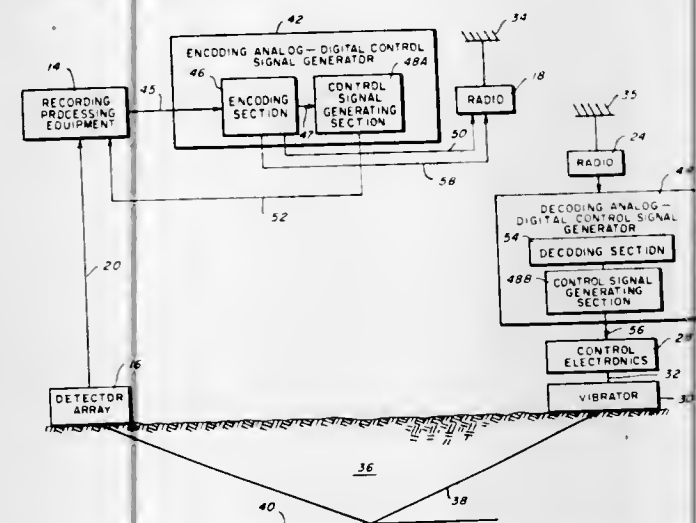 42
34
ENCODING ANALOG-DIGITAL CONTROL
SIGNAL GENERATOR
14
45
46
48A
18
RECORDING
PROCESSING
EQUIPMENT
ENCODING
SECTION
47
CONTROL
SIGNAL
GENERATING
SECTION
RADIO
50
58
52
35
24
RADIO
DECODING ANALOG-
DIGITAL CONTROL SIGNAL
GENERATOR
54
DECODING SECTION
48B
CONTROL SIGNAL
GENERATING
SECTION
20
56
CONTROL
ELECTRONICS
32
VIBRATOR
30
16
DETECTOR
ARRAY
36
38
40